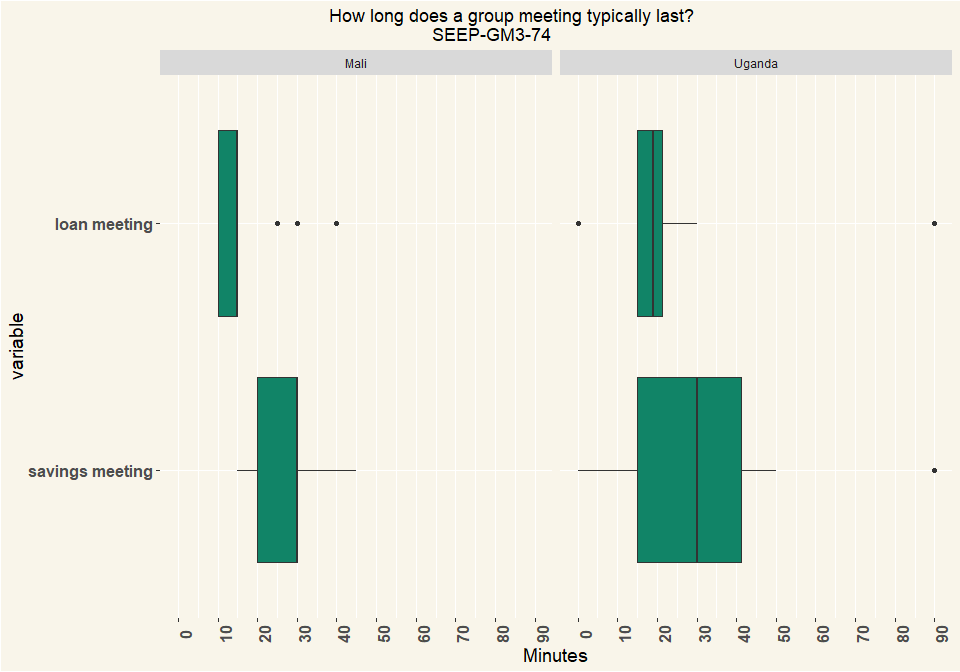 How long does a group meeting typically last?
SEEP-GM3-74
Mali
Uganda
loan meeting
savings meeting
variable
0 10 20 30 40 50 60 70 80 90
0 10 20 30 40 50 60 70 80 90
Minutes